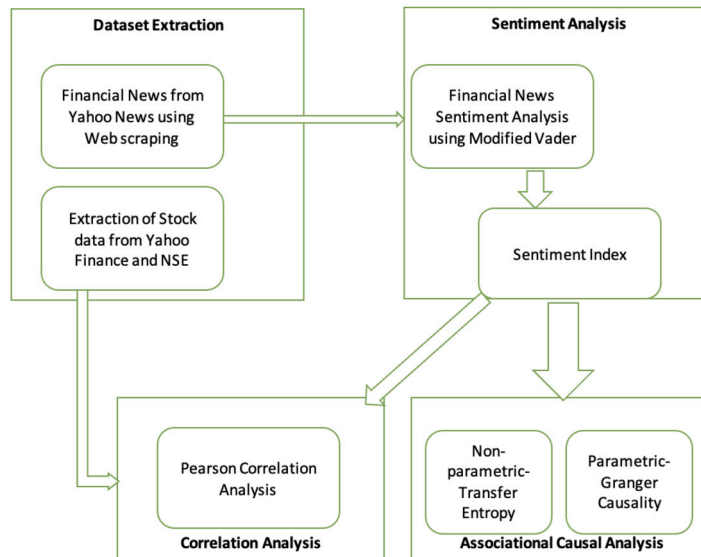 Dataset Extraction
Financial News from
Yahoo News using
Web scraping
Extraction of Stock
data from Yahoo
Finance and NSE
Sentiment Analysis
Financial News
Sentiment Analysis
using Modified Vader
Sentiment Index
Pearson Correlation
Analysis
Correlation Analysis
Non-
parametric-
Transfer
Entropy
Parametric-
Granger
Causality
Associational Causal Analysis